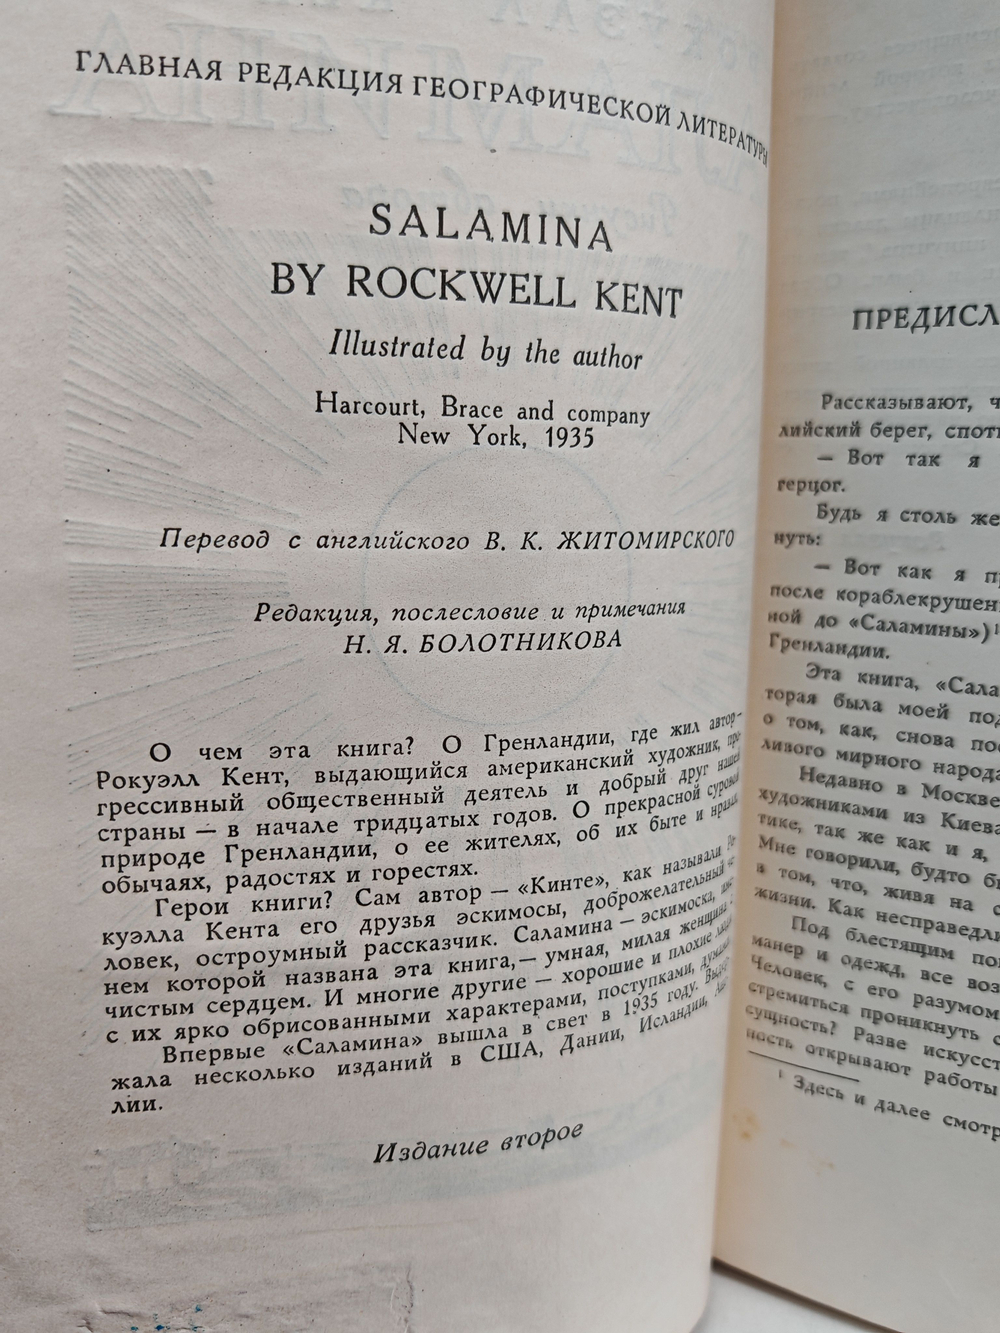 ГЛАВНАЯ РЕДАКЦИЯ ГЕОГРАФИЧЕСКОЙ ЛИТЕРАТУРЫ
SALAMINA
BY ROCKWELL KENT
Illustrated by the author
Harcourt, Brace and company
New York, 1935
Перевод с английского В. К. ЖИТОМИРСКОГО
Редакция, послесловие и примечания
Н. Я. БОЛОТНИКОВА
О чем эта книга? О Гренландии, где жил автор—
Рокуэлл Кент, выдающийся американский художник, про-
грессивный общественный деятель и добрый друг нашей
страны — в начале тридцатых годов. О прекрасной суровой
природе Гренландии, о ее жителях, об их быте и нравах,
обычаях, радостях и горестях.
Герои книги? Сам автор — «Кинте», как называли Ро-
куэлла Кента его друзья эскимосы, доброжелательный че-
ловек, остроумный рассказчик. Саламина — эскимоска, име-
нем которой названа эта книга,— умная, милая женщина с
чистым сердцем. И многие другие — хорошие и плохие люди
с их ярко обрисованными характерами, поступками, думами.
Впервые «Саламина» вышла в свет в 1935 году. Выдер-
жала несколько изданий в США, Дании, Исландии,
лии.
Издание второе
ПРЕДИСЛ
Рассказывают, ч
лийский берег, спот
— Вот так я
герцог.
Будь я столь же
нуть:
— Вот как я п
после кораблекрушен
ной до «Саламины»)¹
Гренландии.
Эта книга, «Сала
торая была моей под
о том, как, снова пос
ливого мирного народа
Недавно в Москве
художниками из Киева
тике, так же как и я,
Мне говорили, будто б
в том, что, живя на с
жизни. Как несправедли
Под блестящим по
манер и одежд, все воз
Человек, с его разумом
стремиться проникнуть с
сущность? Разве искусст
ность открывают работы
¹ Здесь и далее смотр